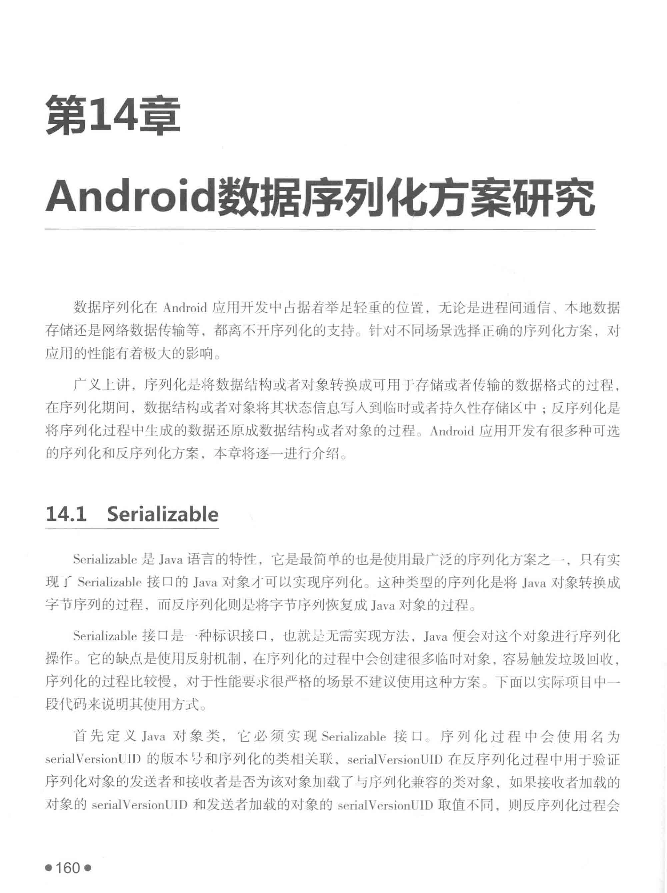 第14章
Android数据序列化方案研究
数据序列化在 Android 应用开发中占据着举足轻重的位置，无论是进程间通信、本地数据
存储还是网络数据传输等，都离不开序列化的支持。针对不同场景选择正确的序列化方案，对
应用的性能有着极大的影响。
广义上讲，序列化是将数据结构或者对象转换成可用于存储或者传输的数据格式的过程，
在序列化期间，数据结构或者对象将其状态信息写入到临时或者持久性存储区中；反序列化是
将序列化过程中生成的数据还原成数据结构或者对象的过程。Android 应用开发有很多种可选
的序列化和反序列化方案，本章将逐一进行介绍。
14.1 Serializable
Serializable 是 Java 语言的特性，它是最简单的也是使用最广泛的序列化方案之一，只有实
现了 Serializable 接口的 Java 对象才可以实现序列化。这种类型的序列化是将 Java 对象转换成
字节序列的过程，而反序列化则是将字节序列恢复成 Java 对象的过程。
Serializable 接口是一种标识接口，也就是无需实现方法，Java 便会对这个对象进行序列化
操作。它的缺点是使用反射机制，在序列化的过程中会创建很多临时对象，容易触发垃圾回收，
序列化的过程比较慢，对于性能要求很严格的场景不建议使用这种方案。下面以实际项目中一
段代码来说明其使用方式。
首先定义 Java 对象类，它必须实现 Serializable 接口。序列化过程中会使用名为
serialVersionUID 的版本号和序列化的类相关联，serialVersionUID 在反序列化过程中用于验证
序列化对象的发送者和接收者是否为该对象加载了与序列化兼容的类对象，如果接收者加载的
对象的 serialVersionUID 和发送者加载的对象的 serialVersionUID 取值不同，则反序列化过程会
●160●